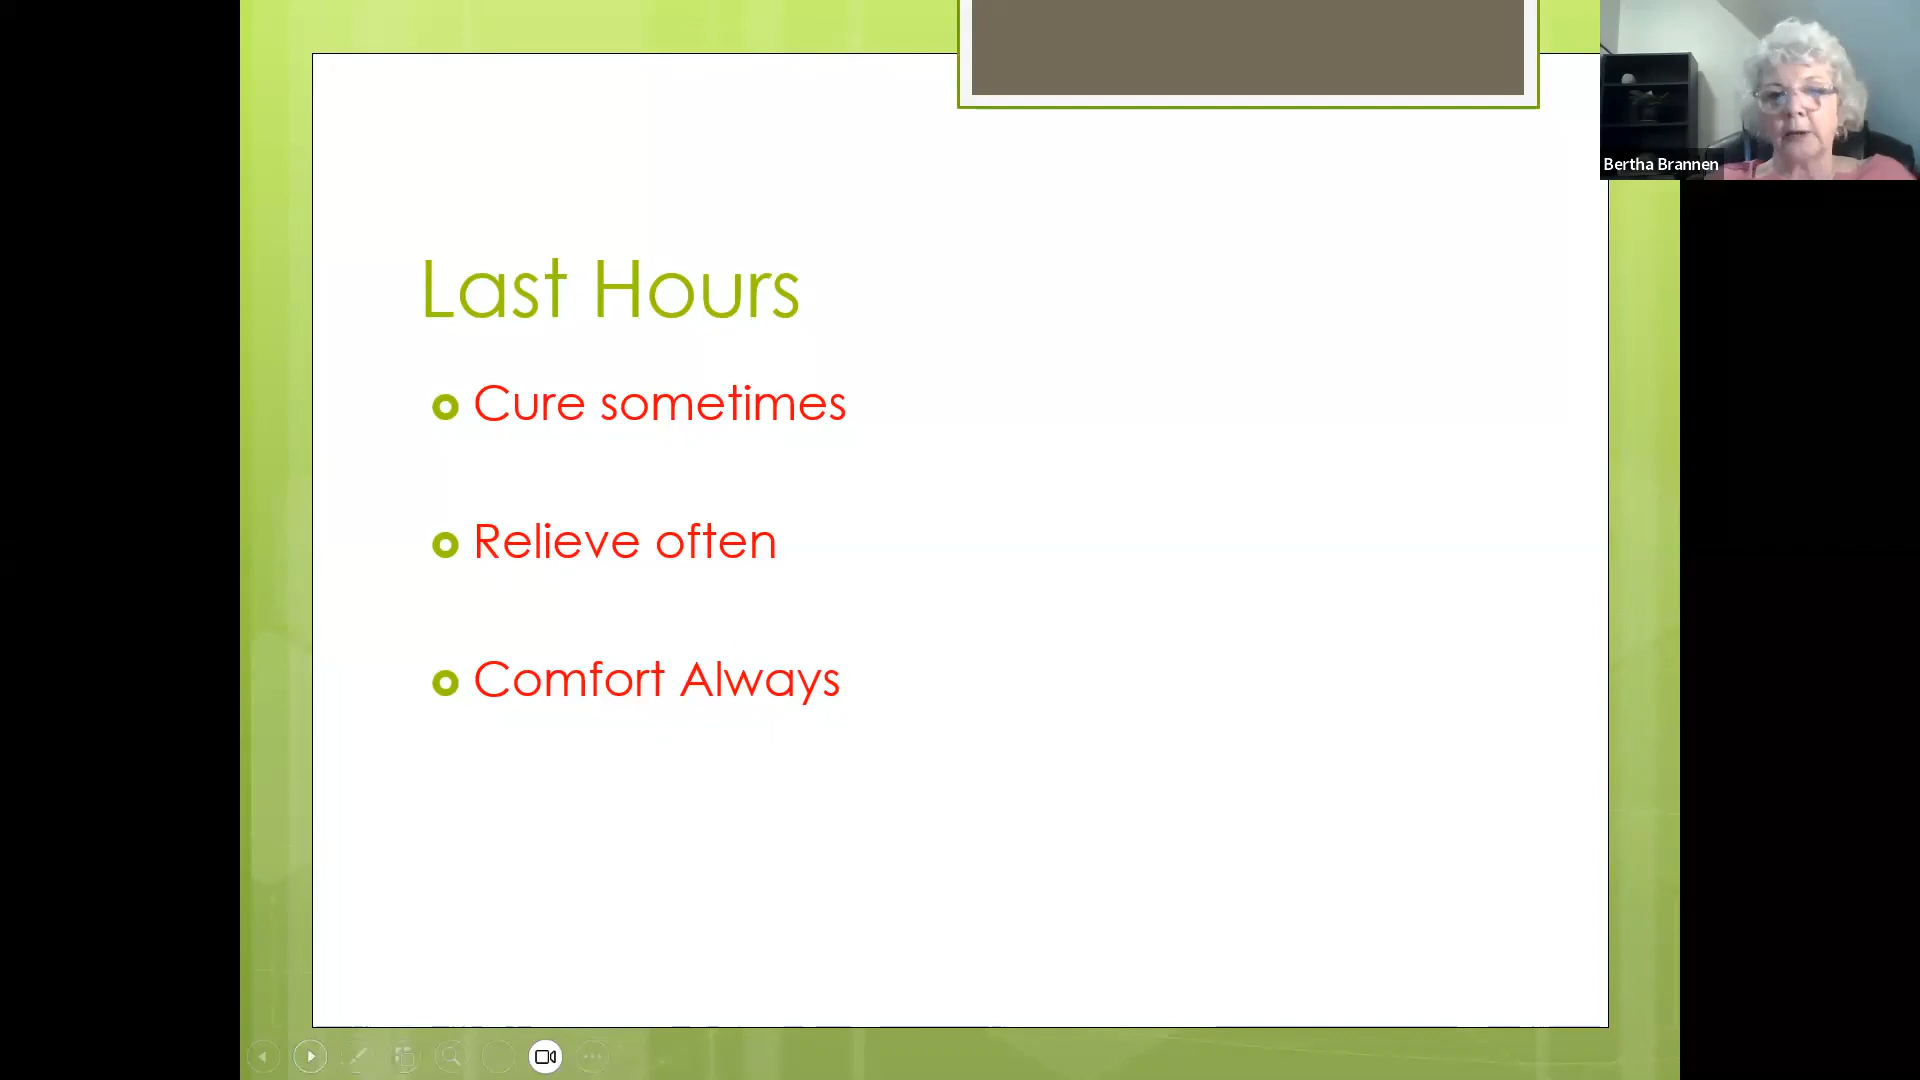 Last Hours
Cure sometimes
Relieve often
Comfort Always
Bertha Brannen